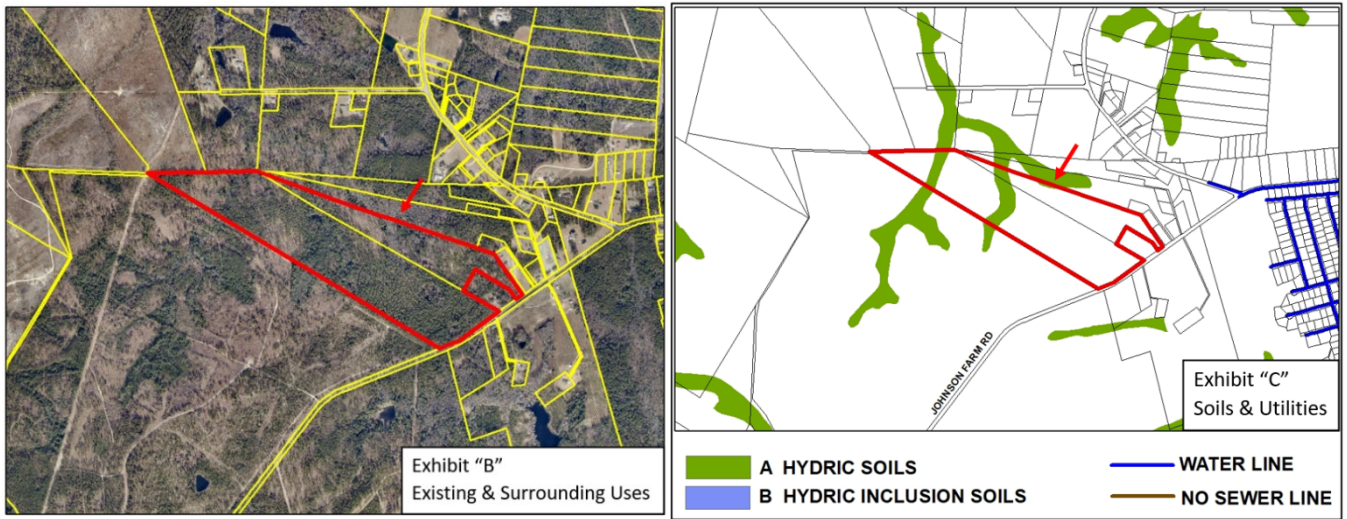 Exhibit “B”
Existing & Surrounding Uses
JOHNSON FARM RD
Exhibit “C”
Soils & Utilities
A HYDRIC SOILS
B HYDRIC INCLUSION SOILS
WATER LINE
NO SEWER LINE